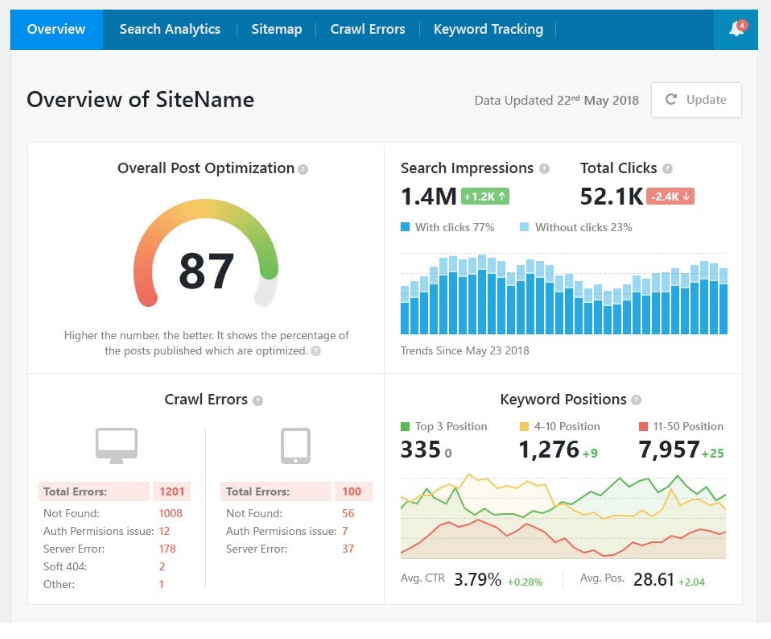 Overview Search Analytics Sitemap Crawl Errors Keyword Tracking 4
Overview of SiteName Data Updated 22nd May 2018 Update
Overall Post Optimization ?
87
Higher the number, the better. It shows the percentage of
the posts published which are optimized. ?
Search Impressions ? Total Clicks ?
1.4M +1.2K ↑ 52.1K -2.4K ↓
With clicks 77% Without clicks 23%
Trends Since May 23 2018
Crawl Errors ?
Total Errors: 1201
Not Found: 1008
Auth Permisions issue: 12
Server Error: 178
Soft 404: 2
Other: 1
Total Errors: 100
Not Found: 56
Auth Permisions issue: 7
Server Error: 37
Keyword Positions ?
Top 3 Position 4-10 Position 11-50 Position
335 0 1,276 +9 7,957 +25
Avg. CTR 3.79% +0.28% Avg. Pos. 28.61 +2.04